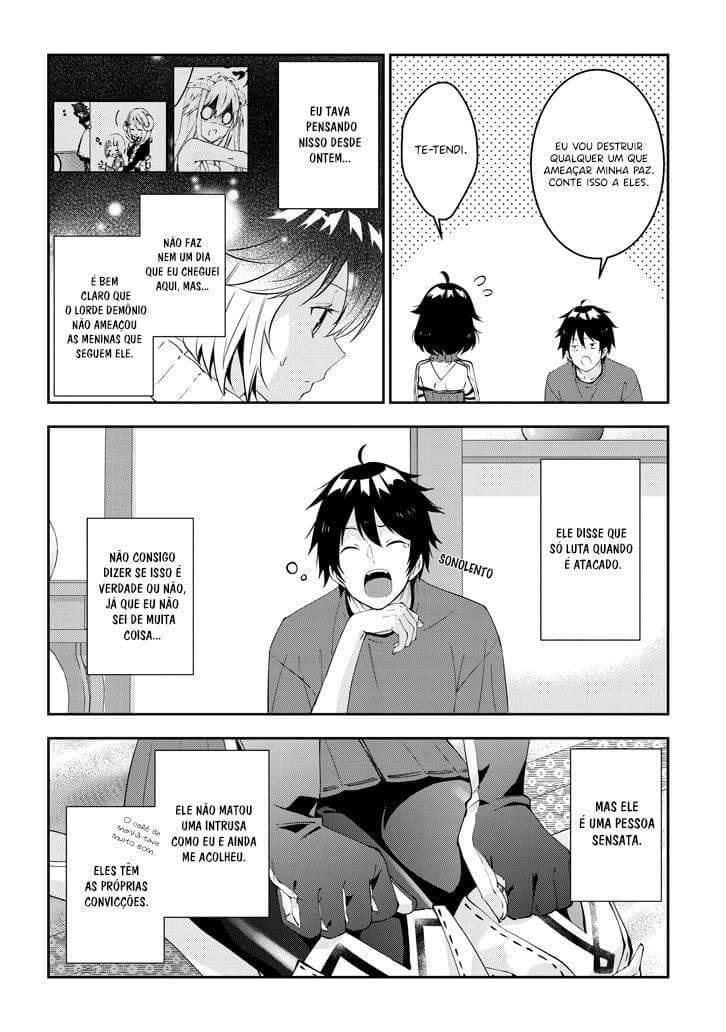 EU VOU DESTRUIR
QUALQUER UM QUE
AMEAÇAR MINHA PAZ.
CONTE ISSO A ELES.
TE-TENDI.
EU TAVA
PENSANDO
NISSO DESDE
ONTEM...
NÃO FAZ
NEM UM DIA
QUE EU CHEGUEI
AQUI, MAS...
É BEM
CLARO QUE
O LORDE DEMÔNIO
NÃO AMEAÇOU
AS MENINAS QUE
SEGUEM ELE.
ELE DISSE QUE
SÓ LUTA QUANDO
É ATACADO.
SONOLENTO
NÃO CONSIGO
DIZER SE ISSO É
VERDADE OU NÃO,
JÁ QUE EU NÃO
SEI DE MUITA
COISA...
MAS ELE
É UMA PESSOA
SENSATA.
ELE NÃO MATOU
UMA INTRUSA
COMO EU E AINDA
ME ACOLHEU.
O café da
manhã tava
muito bom.
ELES TÊM
AS PRÓPRIAS
CONVICÇÕES.